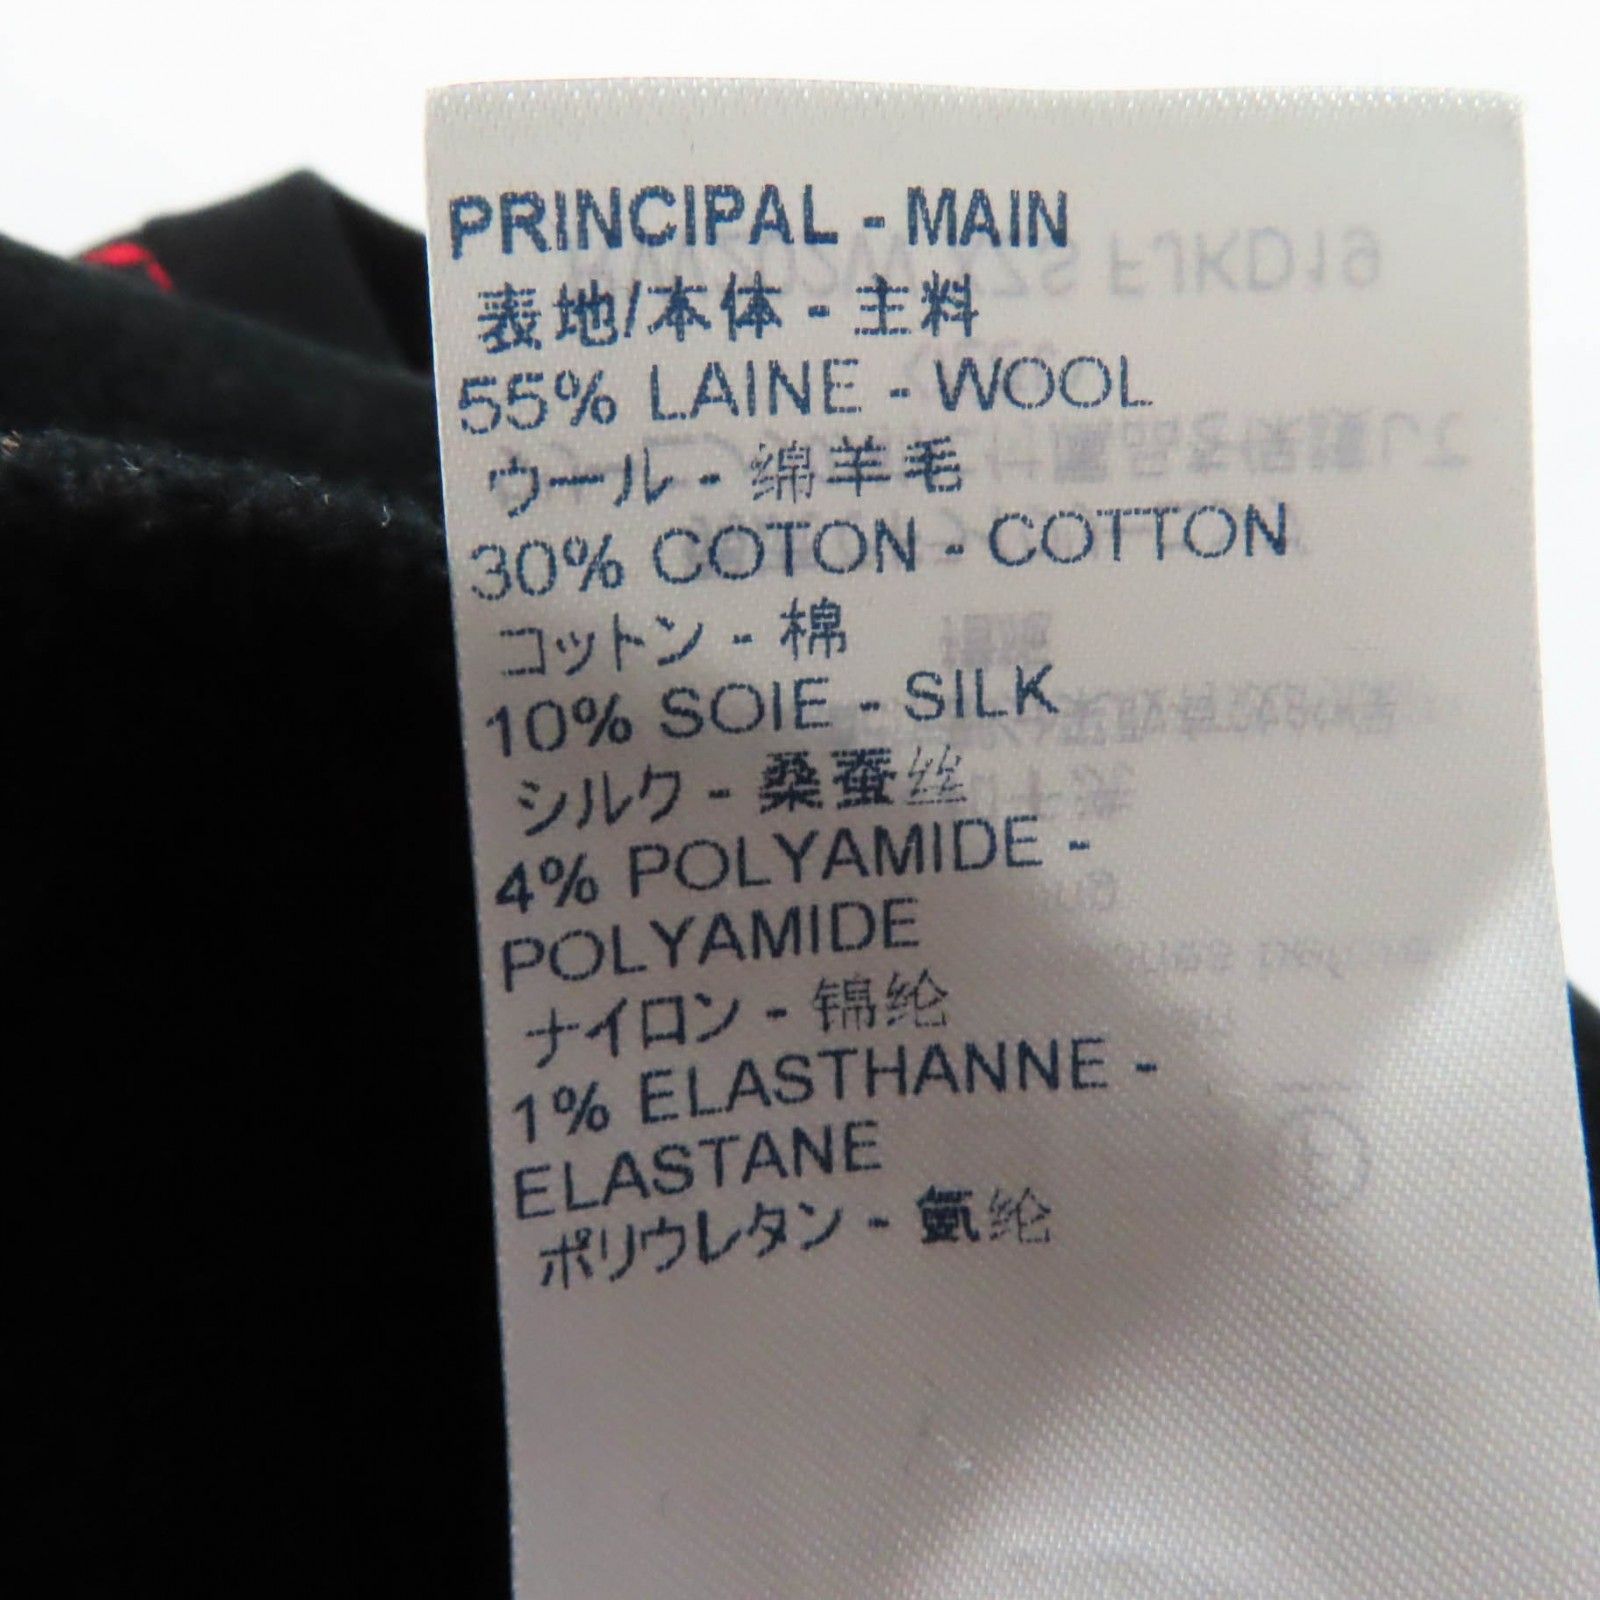 PRINCIPAL - MAIN
表地/本体 - 主料
55% LAINE - WOOL
ウール - 绵羊毛
30% COTON - COTTON
コットン - 棉
10% SOIE - SILK
シルク - 桑蚕丝
4% POLYAMIDE -
POLYAMIDE
ナイロン - 锦纶
1% ELASTHANNE -
ELASTANE
ポリウレタン - 氨纶
FJKD19